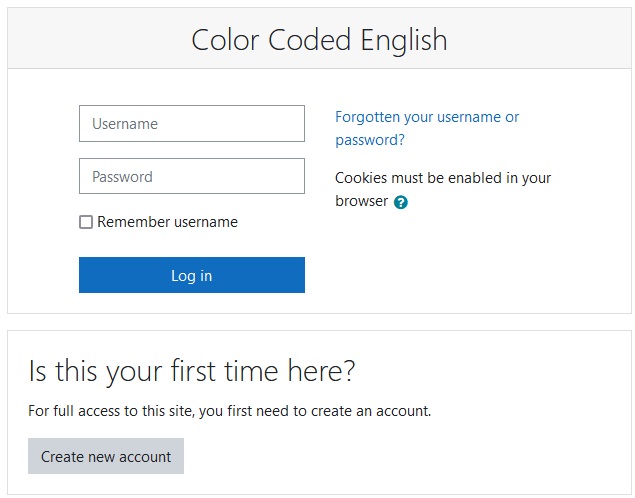 Color Coded English
Username
Password
Remember username
Log in
Forgotten your username or
password?
Cookies must be enabled in your
browser
Is this your first time here?
For full access to this site, you first need to create an account.
Create new account